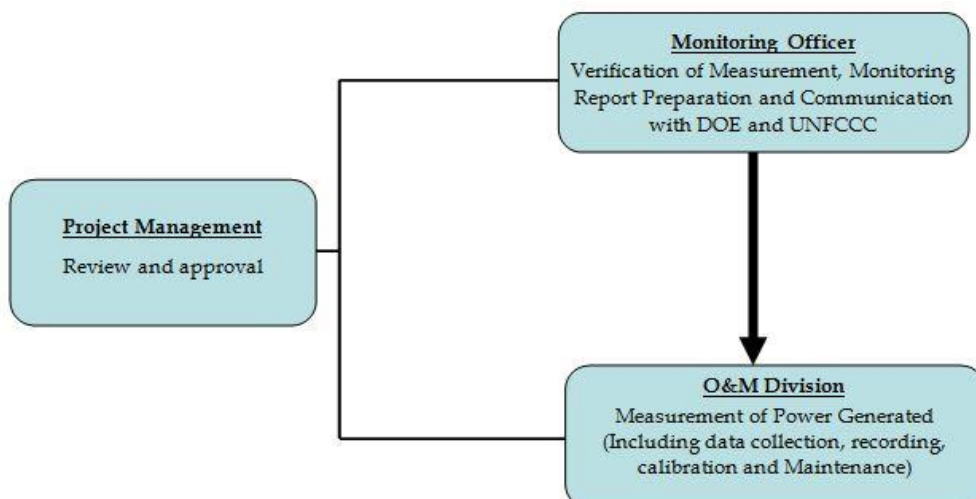 Monitoring Officer
Verification of Measurement, Monitoring
Report Preparation and Communication
with DOE and UNFCCC
Project Management
Review and approval
O&M Division
Measurement of Power Generated
(Including data collection, recording,
calibration and Maintenance)